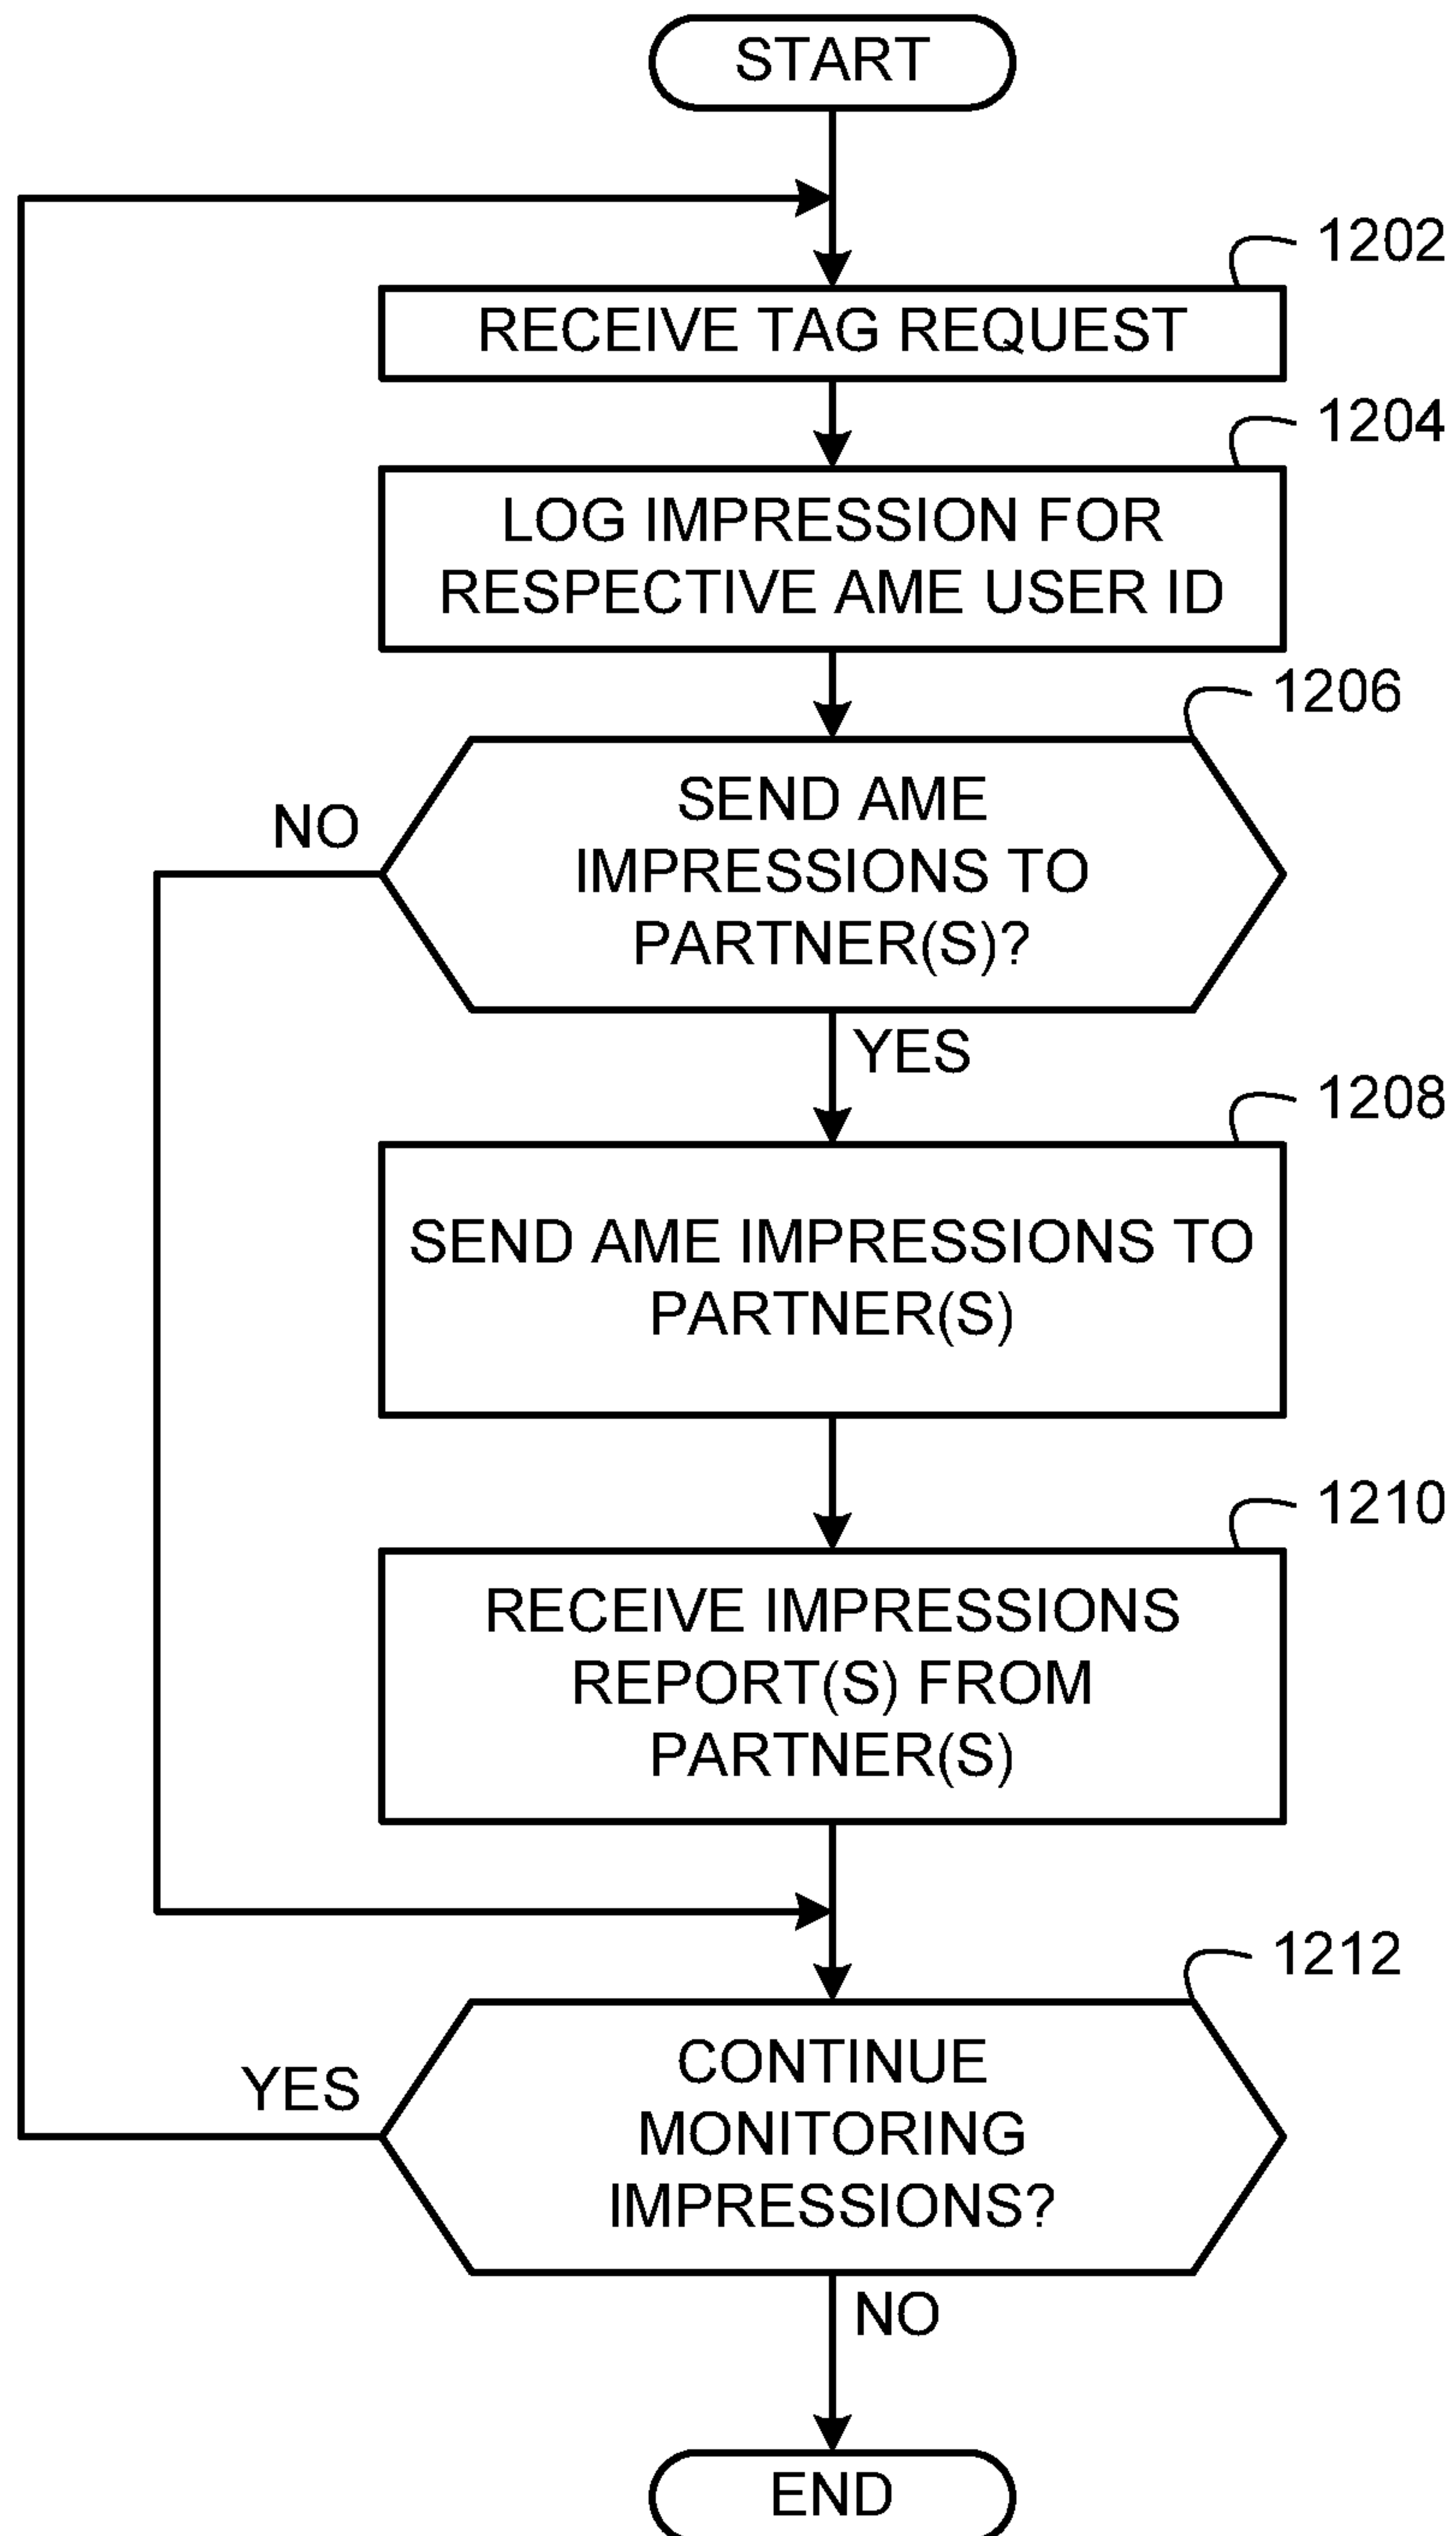 START
1202
RECEIVE TAG REQUEST
1204
LOG IMPRESSION FOR
RESPECTIVE AME USER ID
1206
SEND AME
IMPRESSIONS TO
PARTNER(S)?
NO
YES
1208
SEND AME IMPRESSIONS TO
PARTNER(S)
1210
RECEIVE IMPRESSIONS
REPORT(S) FROM
PARTNER(S)
1212
CONTINUE
MONITORING
IMPRESSIONS?
YES
NO
END